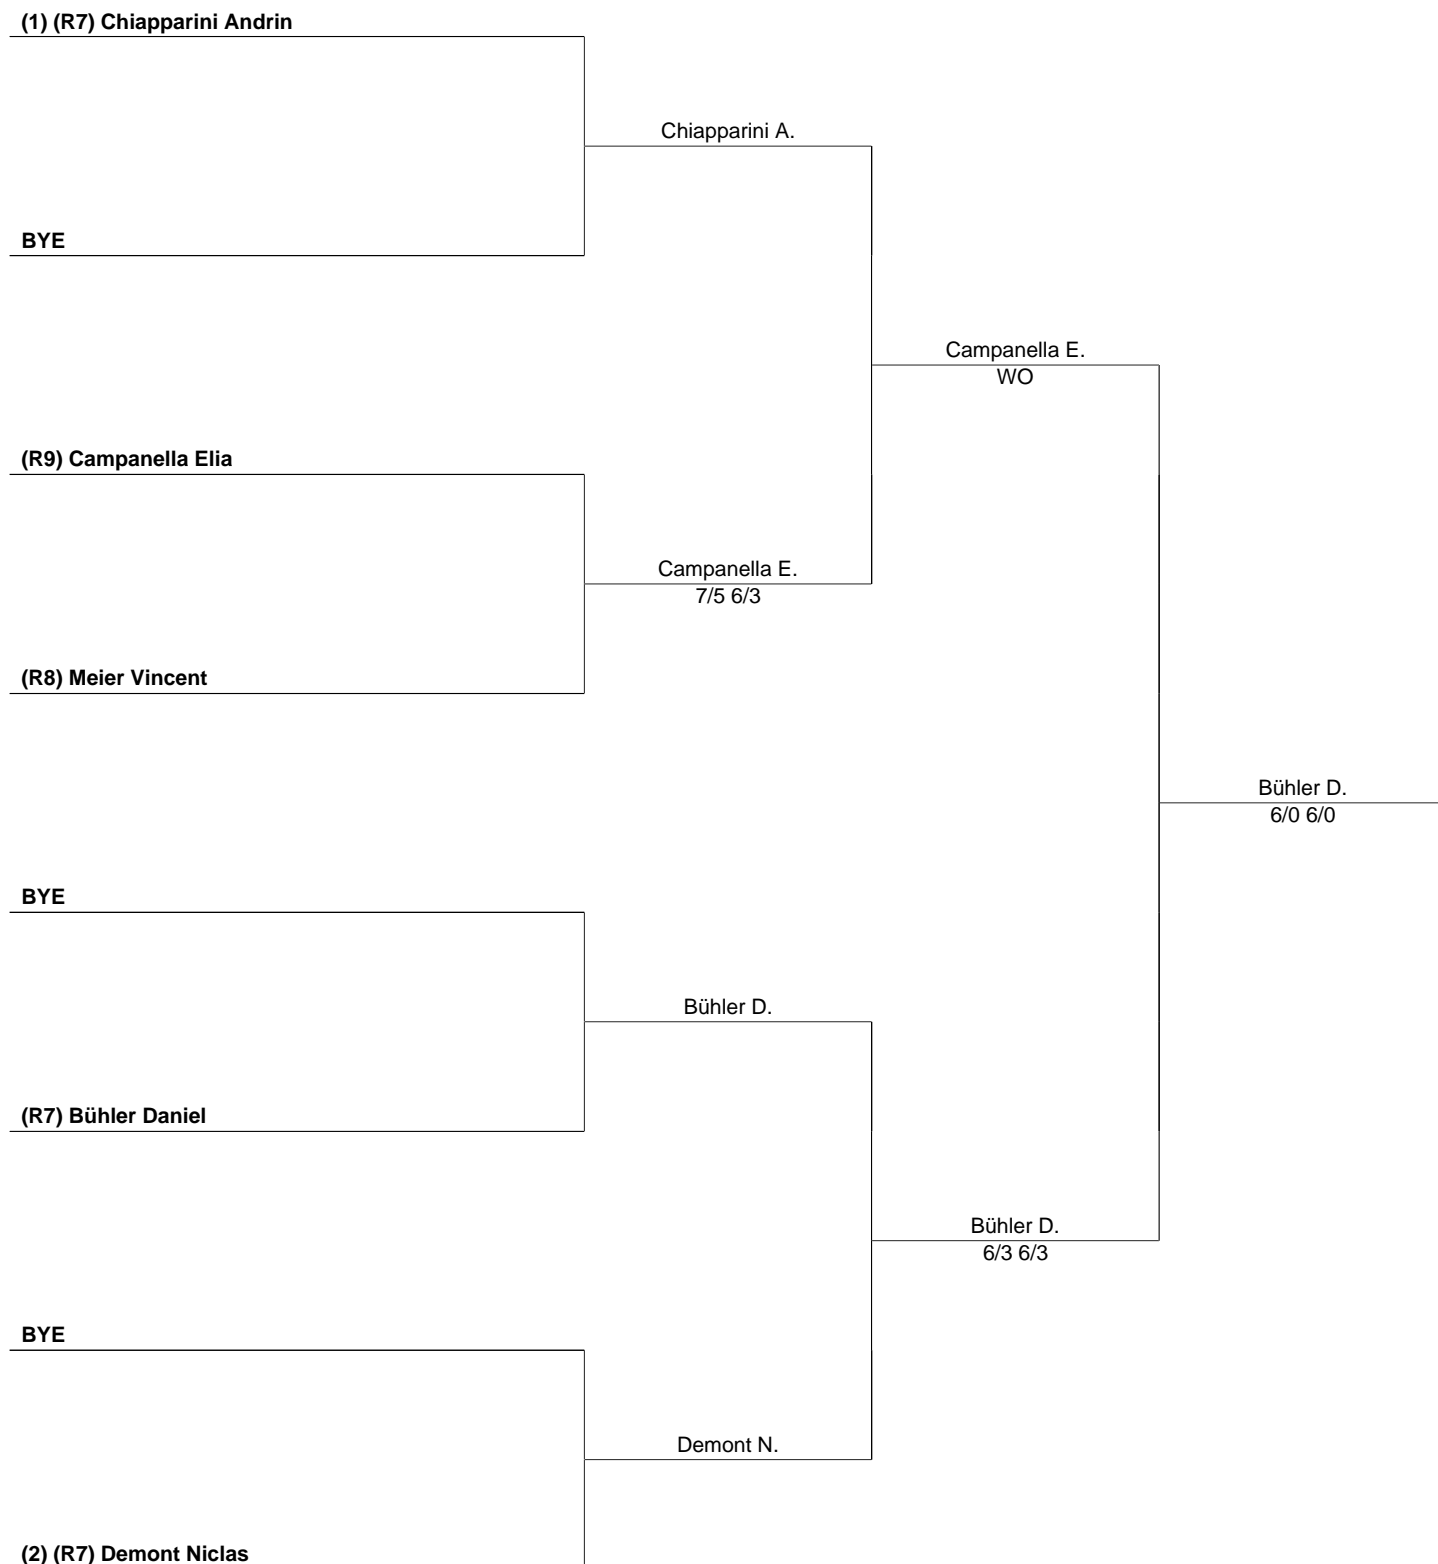 (1) (R7) Chiapparini Andrin
Chiapparini A.
BYE
Campanella E.
WO
(R9) Campanella Elia
Campanella E.
7/5 6/3
(R8) Meier Vincent
Bühler D.
6/0 6/0
BYE
Bühler D.
(R7) Bühler Daniel
Bühler D.
6/3 6/3
BYE
Demont N.
(2) (R7) Demont Niclas